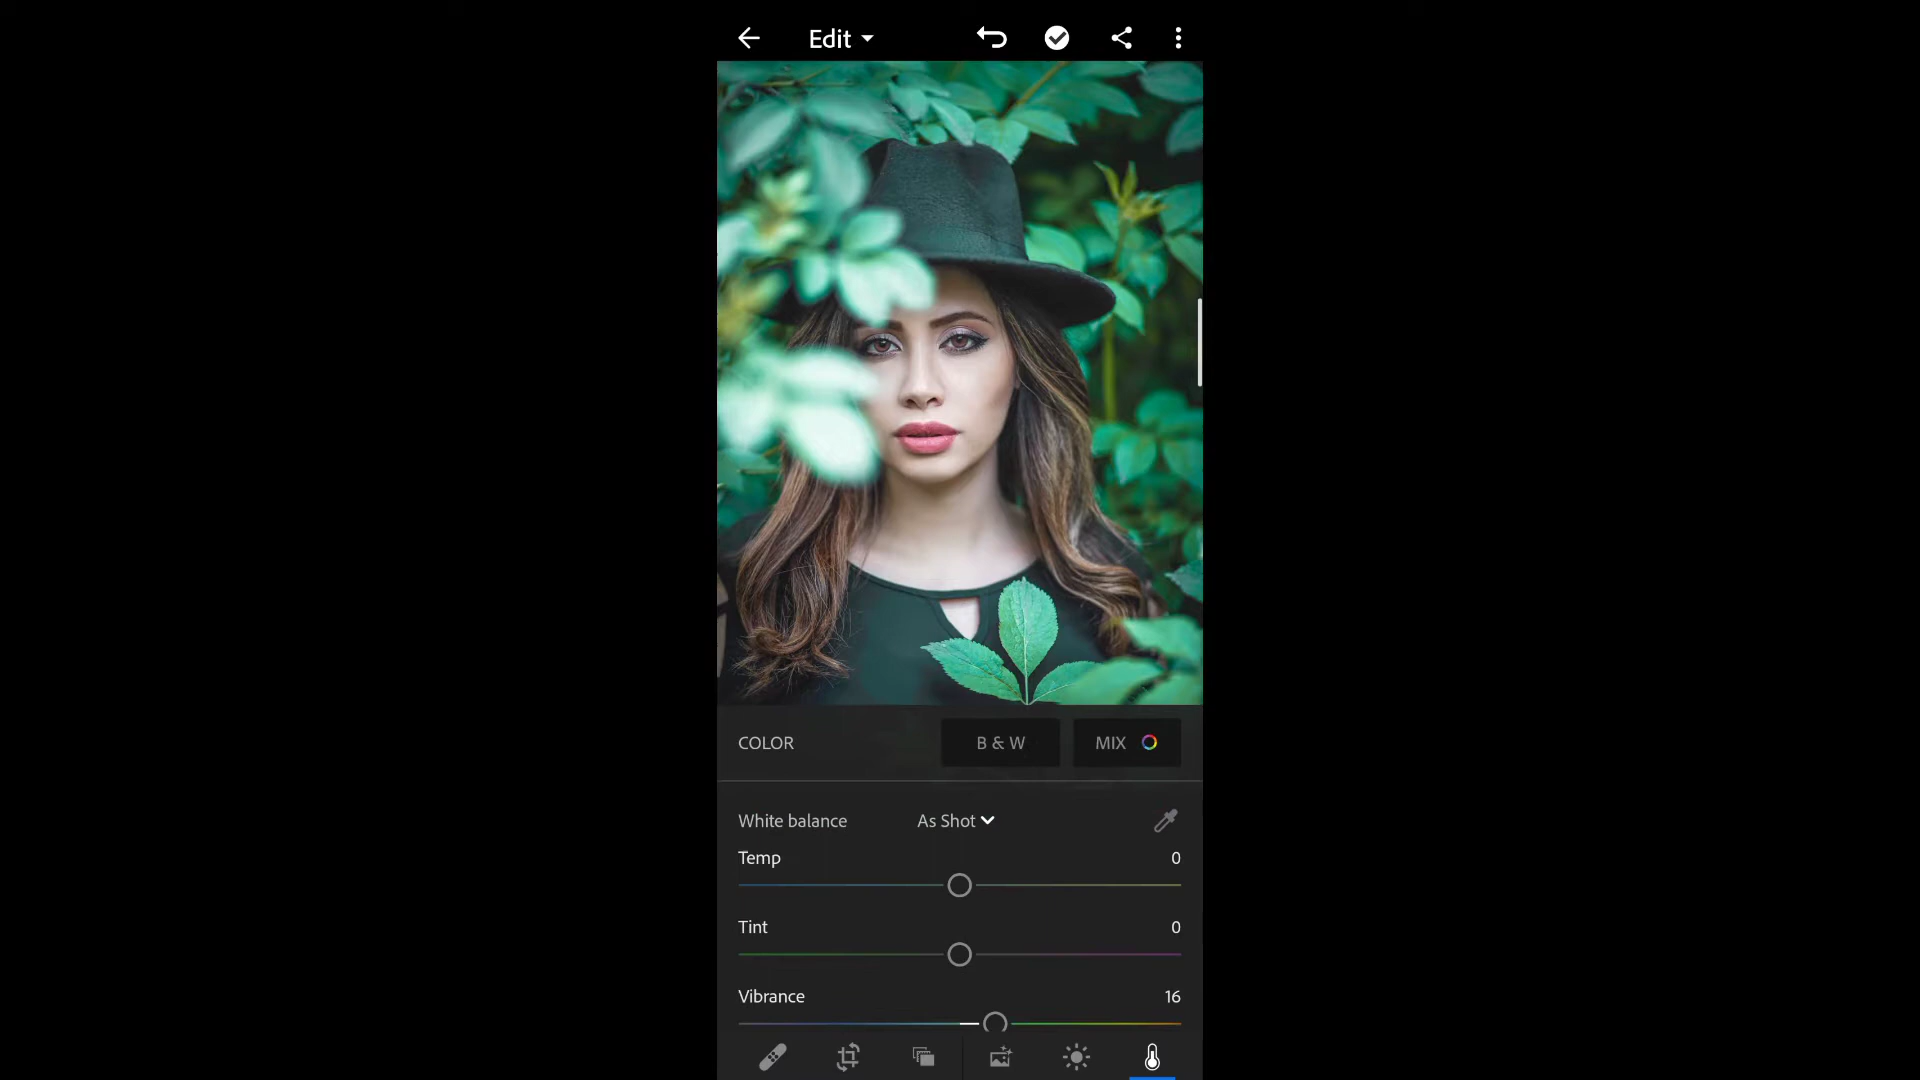 Edit
COLOR
B & W
MIX
White balance
As Shot
Temp
0
Tint
0
Vibrance
16